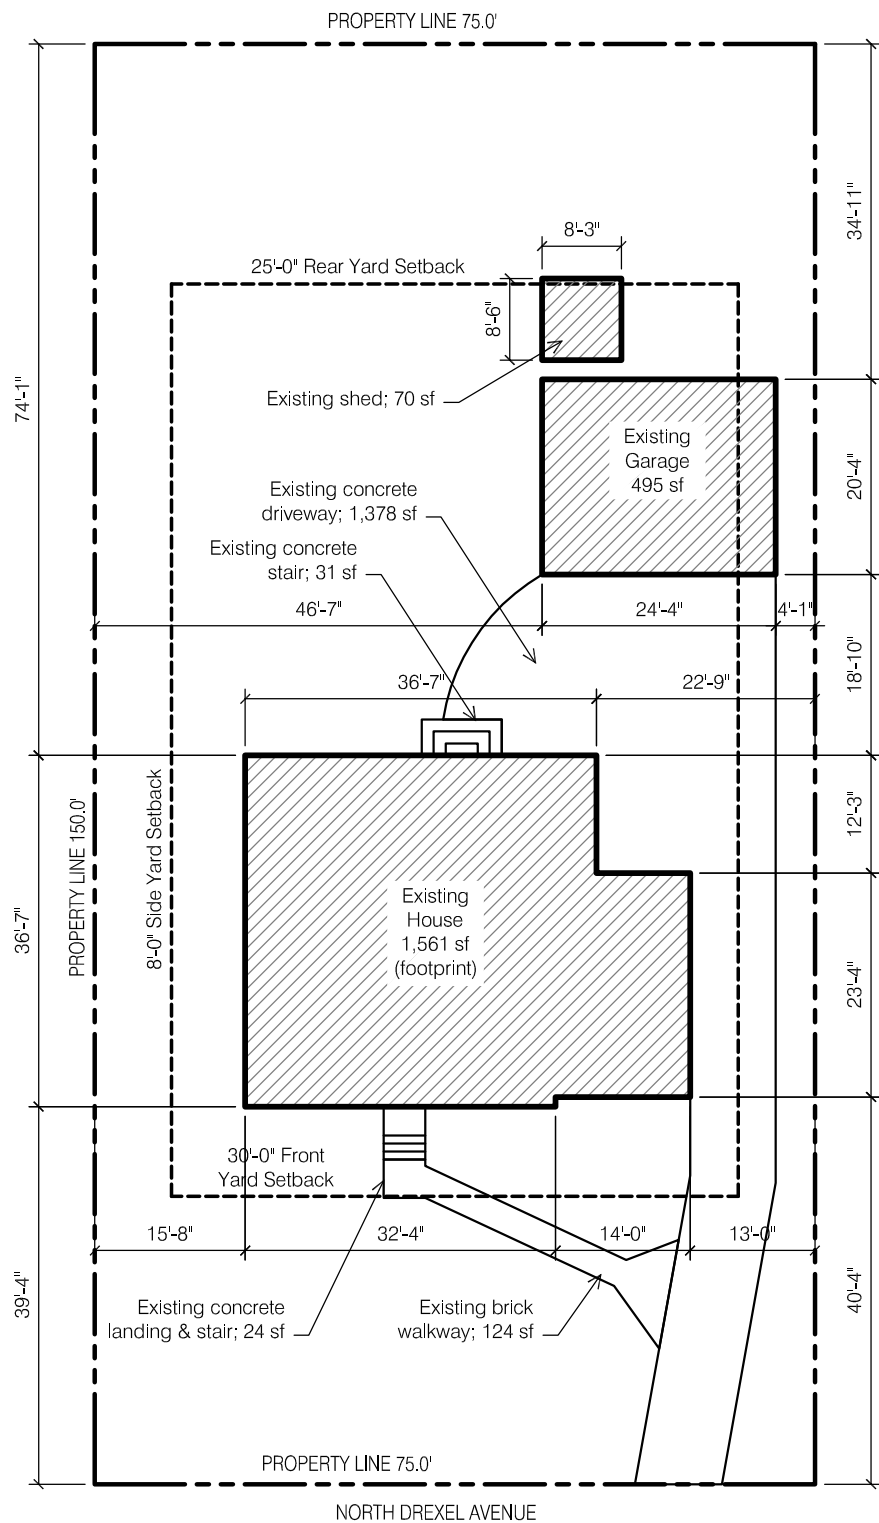 PROPERTY LINE 75.0'
34'-11"
8'-3"
25'-0" Rear Yard Setback
8'-6"
74'-1"
Existing shed; 70 sf
Existing
Garage
495 sf
20'-4"
Existing concrete
driveway; 1,378 sf
Existing concrete
stair; 31 sf
46'-7"
24'-4"
4'-1"
18'-10"
36'-7"
22'-9"
12'-3"
PROPERTY LINE 150.0'
8'-0" Side Yard Setback
36'-7"
Existing
House
1,561 sf
(footprint)
23'-4"
30'-0" Front
Yard Setback
15'-8"
32'-4"
14'-0"
13'-0"
39'-4"
40'-4"
Existing concrete
landing & stair; 24 sf
Existing brick
walkway; 124 sf
PROPERTY LINE 75.0'
NORTH DREXEL AVENUE